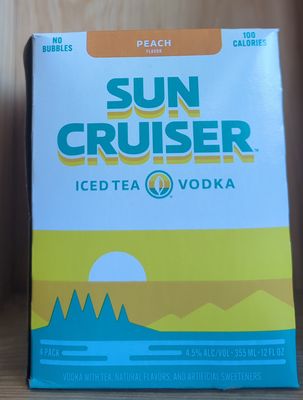 NO BUBBLES
PEACH
FLAVOR
100 CALORIES
SUN
CRUISER™
ICED TEA VODKA
4 PACK
4.5% ALC/VOL - 355 ML - 12 FL OZ
VODKA WITH TEA, NATURAL FLAVORS, AND ARTIFICIAL SWEETENERS